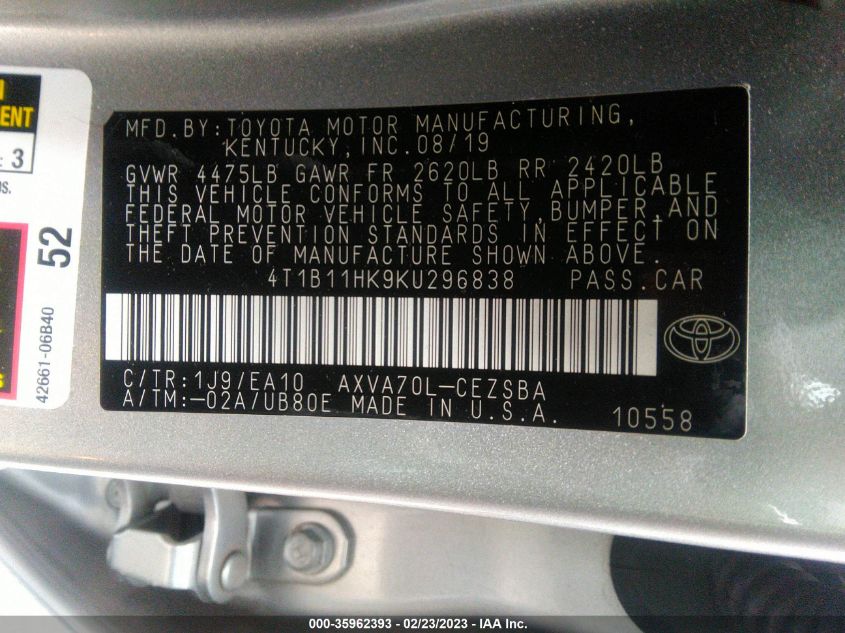 N
ENT
: 3
OS.
52
42661-06B40
MFD.BY:TOYOTA MOTOR MANUFACTURING,
KENTUCKY,INC.08/19
GVWR 4475LB GAWR FR 2620LB RR 2420LB
THIS VEHICLE CONFORMS TO ALL APPLICABLE
FEDERAL MOTOR VEHICLE SAFETY,BUMPER,AND
THEFT PREVENTION STANDARDS IN EFFECT ON
THE DATE OF MANUFACTURE SHOWN ABOVE.
4T1B11HK9KU296838 PASS.CAR
C/TR:1J9/EA10 AXVA70L-CEZSBA
A/TM:-02A/UB80E MADE IN U.S.A. 10558
000-35962393 - 02/23/2023 - IAA Inc.